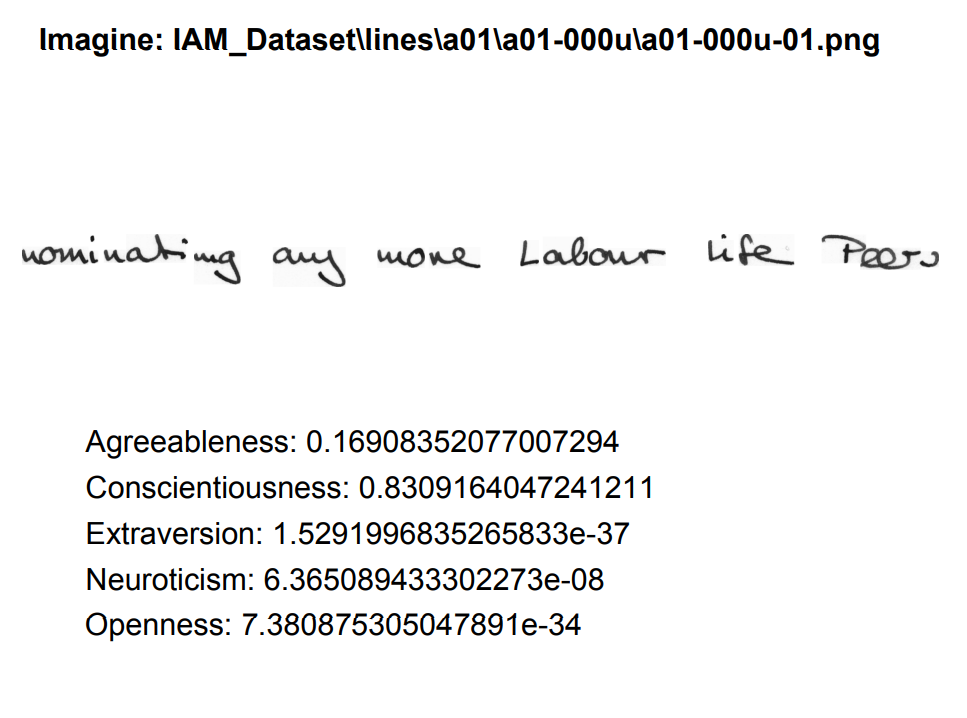 Imagine: IAM_Dataset\lines\a01\a01-000u\a01-000u-01.png
nominating any more Labour life Peers
Agreeableness: 0.16908352077007294
Conscientiousness: 0.8309164047241211
Extraversion: 1.5291996835265833e-37
Neuroticism: 6.365089433302273e-08
Openness: 7.380875305047891e-34